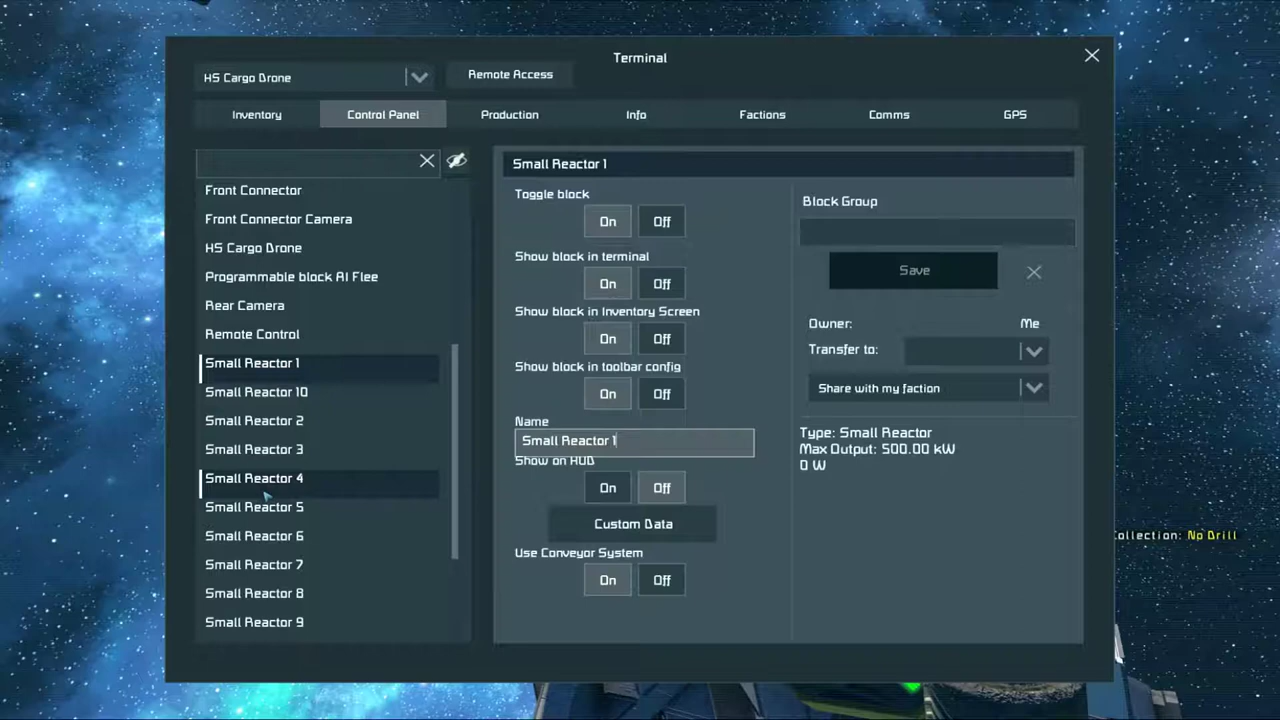 Terminal
HS Cargo Drone
Remote Access
Inventory
Control Panel
Production
Info
Factions
Comms
GPS
Front Connector
Front Connector Camera
HS Cargo Drone
Programmable block AI Flee
Rear Camera
Remote Control
Small Reactor 1
Small Reactor 10
Small Reactor 2
Small Reactor 3
Small Reactor 4
Small Reactor 5
Small Reactor 6
Small Reactor 7
Small Reactor 8
Small Reactor 9
Small Reactor 1
Toggle block
On Off
Show block in terminal
On Off
Show block in Inventory Screen
On Off
Show block in toolbar config
On Off
Name
Small Reactor 1
Show on HUD
On Off
Custom Data
Use Conveyor System
On Off
Block Group
Save
Owner: Me
Transfer to:
Share with my faction
Type: Small Reactor
Max Output: 500.00 kW
0 W
ollection: No Drill